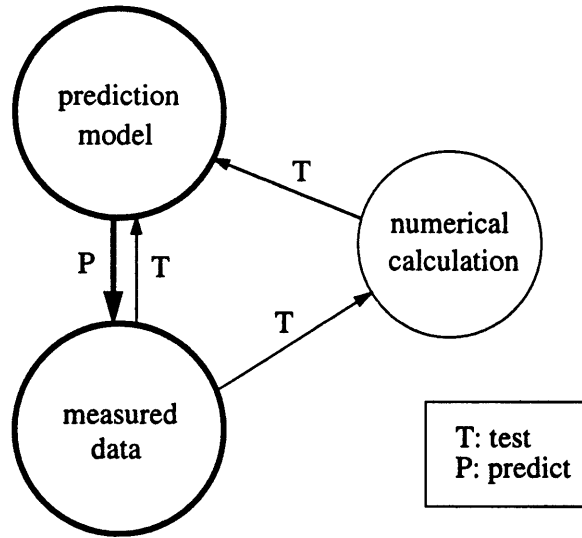 prediction
model
T
numerical
calculation
P
T
T
measured
data
T: test
P: predict